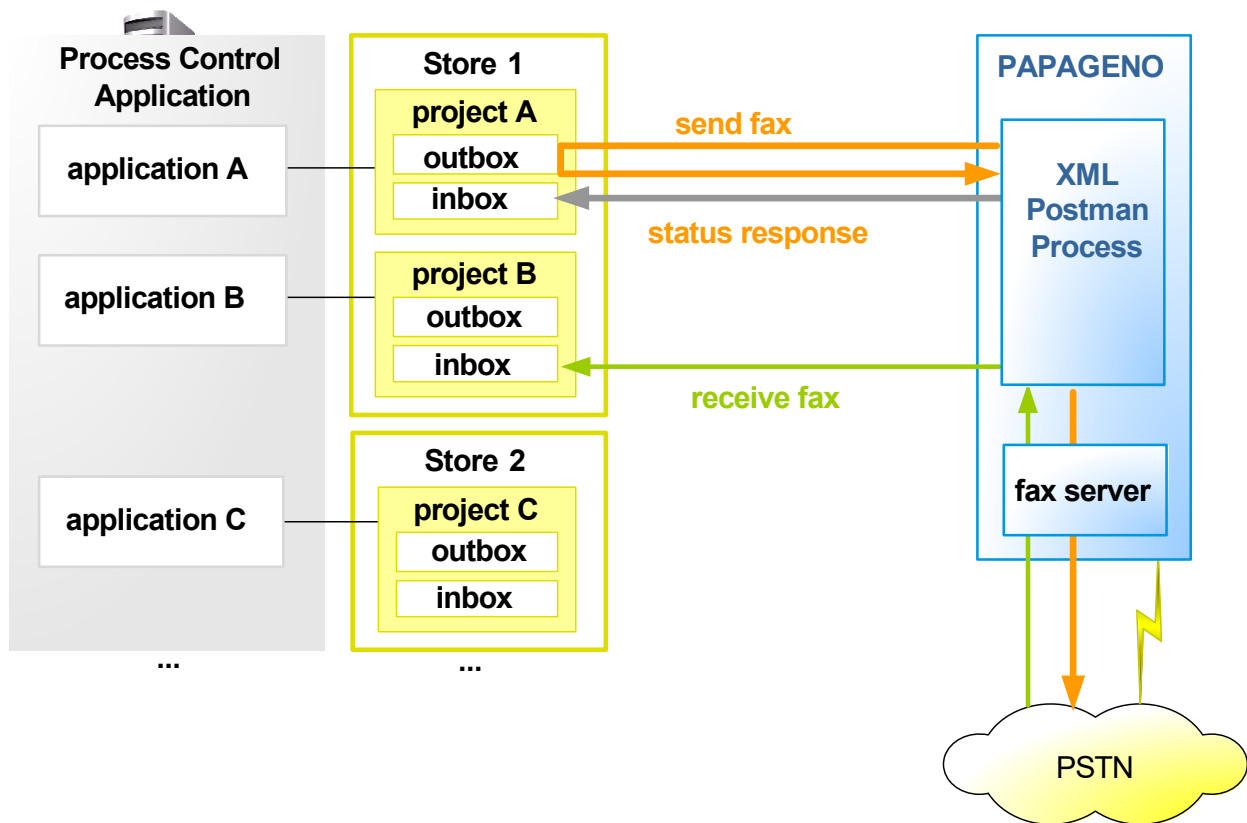 Process Control
Application
application A
application B
application C
...
Store 1
project A
outbox
inbox
project B
outbox
inbox
Store 2
project C
outbox
inbox
...
send fax
status response
receive fax
PAPAGENO
XML
Postman
Process
fax server
PSTN